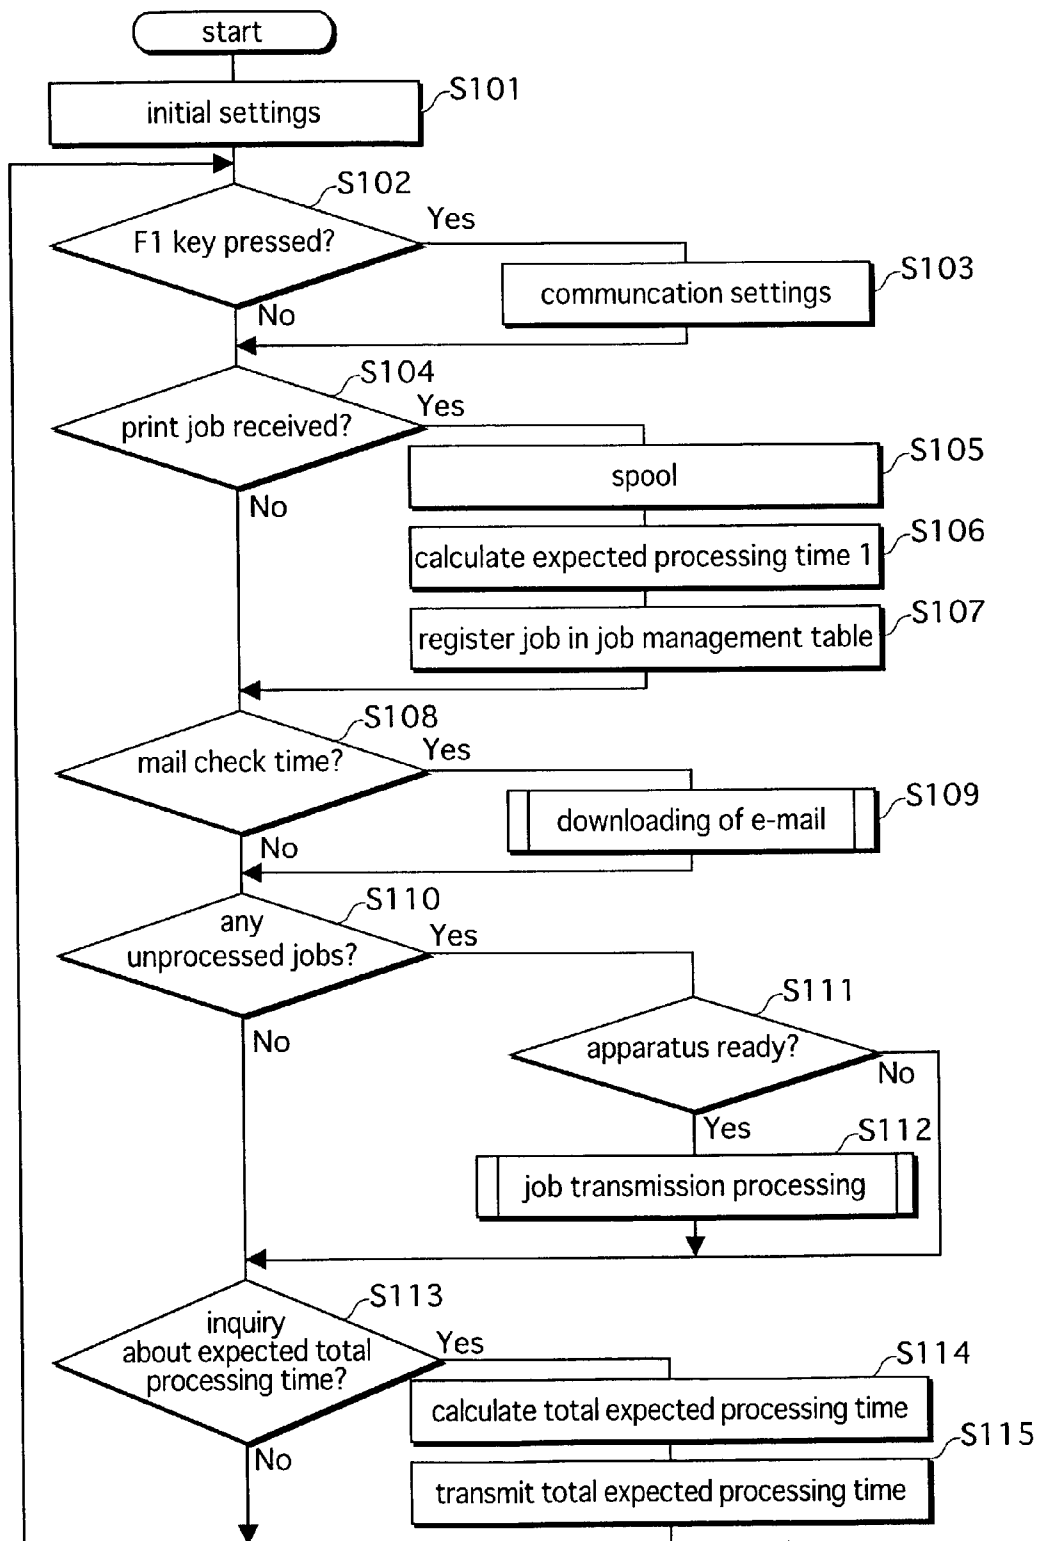 start
initial settings
S101
S102
F1 key pressed?
Yes
No
communcation settings
S103
S104
print job received?
Yes
No
spool
S105
calculate expected processing time 1
S106
register job in job management table
S107
S108
mail check time?
Yes
No
downloading of e-mail
S109
S110
any
unprocessed jobs?
Yes
No
S111
apparatus ready?
No
Yes
S112
job transmission processing
S113
inquiry
about expected total
processing time?
Yes
No
S114
calculate total expected processing time
S115
transmit total expected processing time